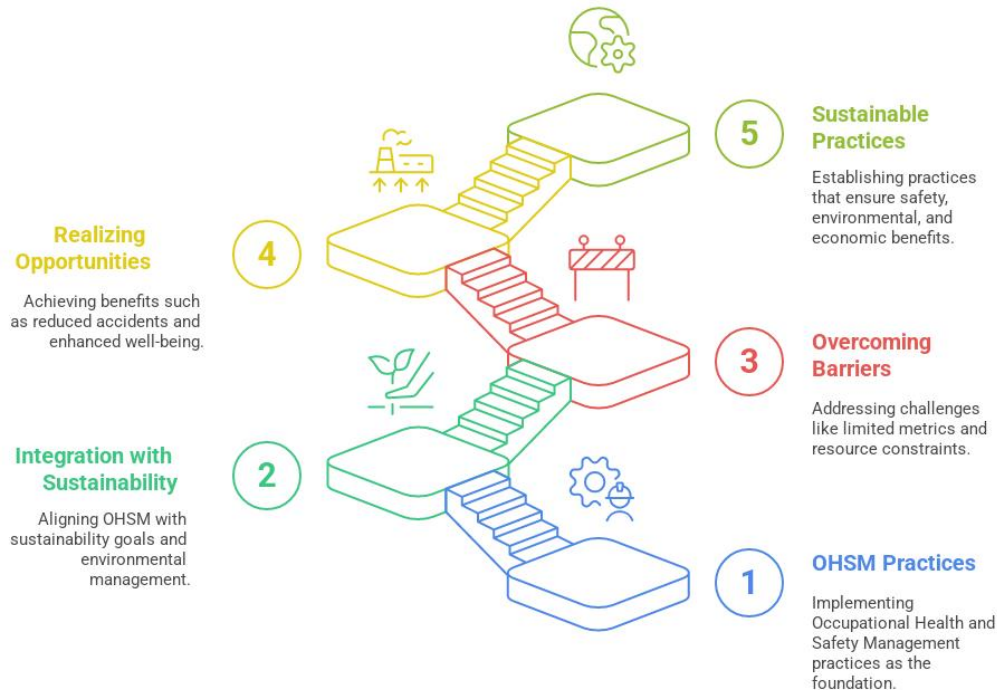 5
Sustainable
Practices
Establishing practices
that ensure safety,
environmental, and
economic benefits.
Realizing
Opportunities
4
Achieving benefits such
as reduced accidents and
enhanced well-being.
3
Overcoming
Barriers
Addressing challenges
like limited metrics and
resource constraints.
Integration with
Sustainability
2
Aligning OHSM with
sustainability goals and
environmental
management.
1
OHSM Practices
Implementing
Occupational Health and
Safety Management
practices as the
foundation.